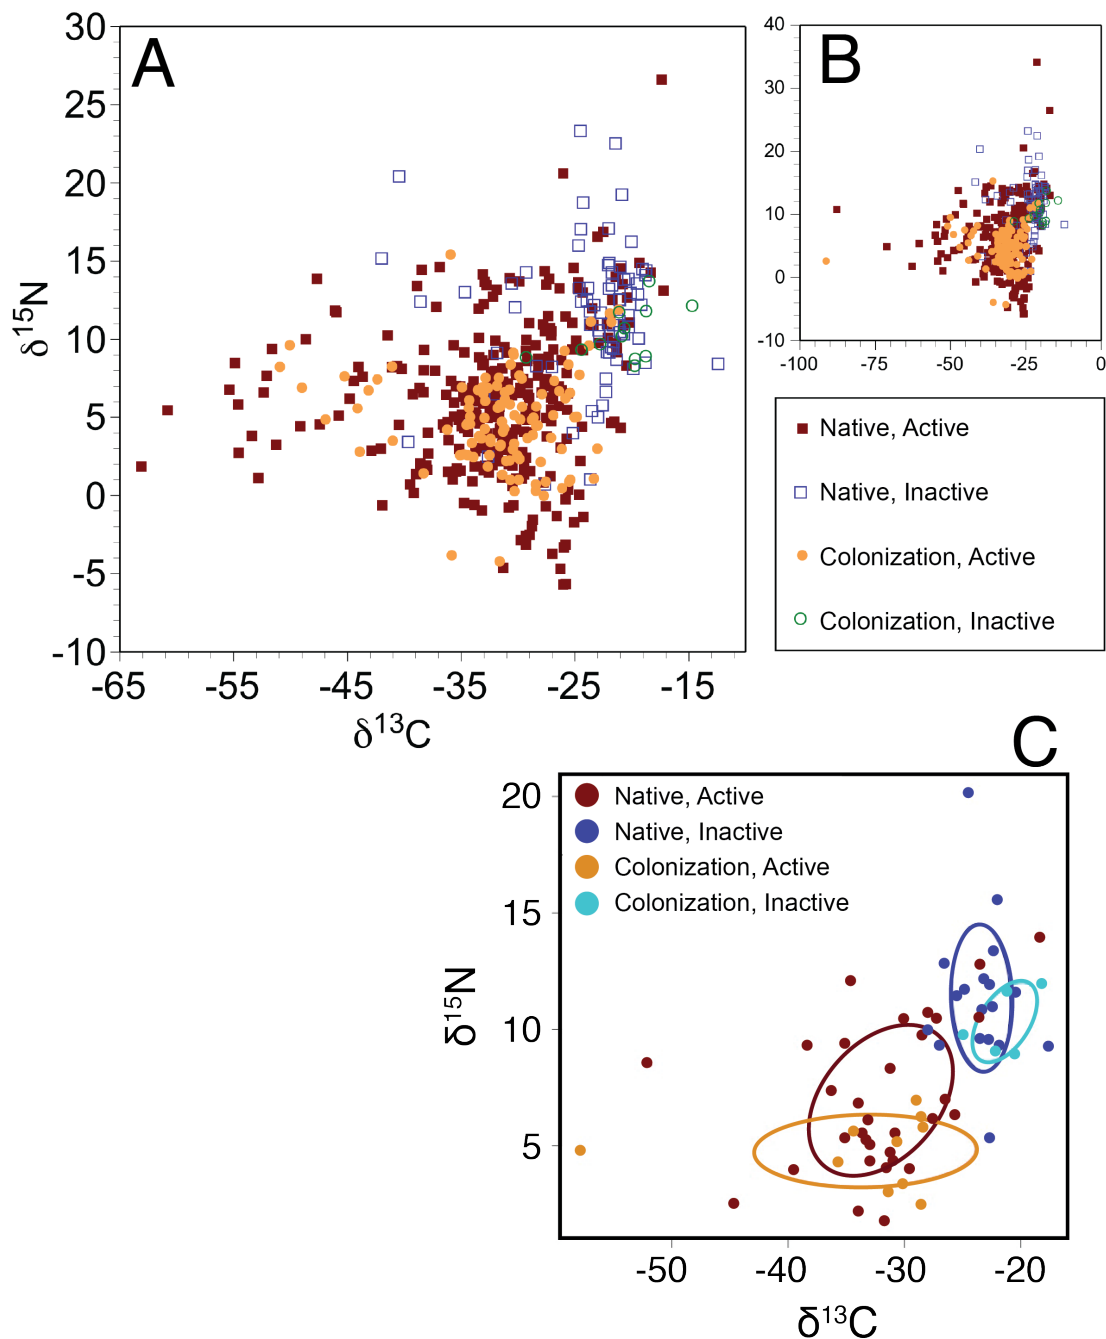 A
30
25
20
15
10
5
0
-5
-10
δ15N
-65 -55 -45 -35 -25 -15
δ13C
B
40
30
20
10
0
-10
-100 -75 -50 -25 0
Native, Active
Native, Inactive
Colonization, Active
Colonization, Inactive
C
Native, Active
Native, Inactive
Colonization, Active
Colonization, Inactive
20
15
10
5
δ15N
-50 -40 -30 -20
δ13C